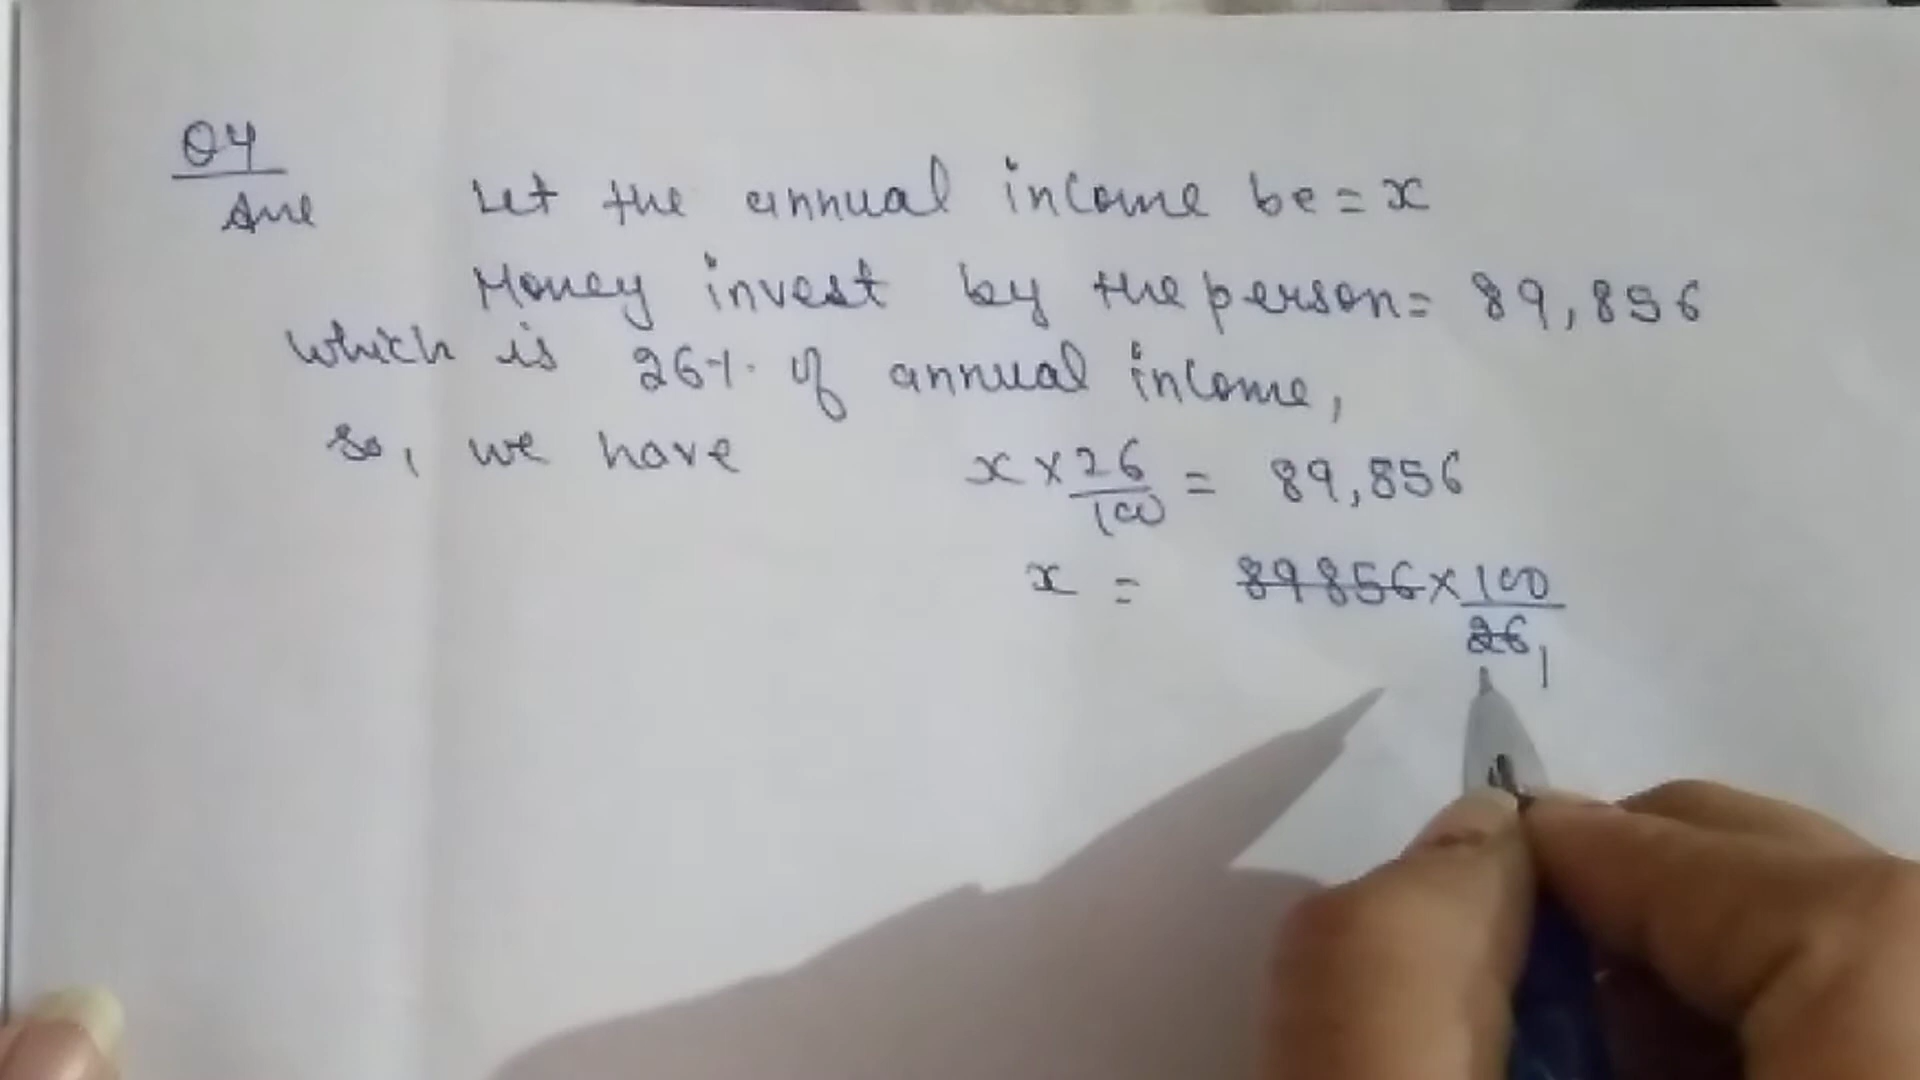 Q4
Ans Let the annual income be = x
Money invest by the person = 89,856
which is 26% of annual income,
so, we have x × 26/100 = 89,856
x = 89856 × 100/26 1